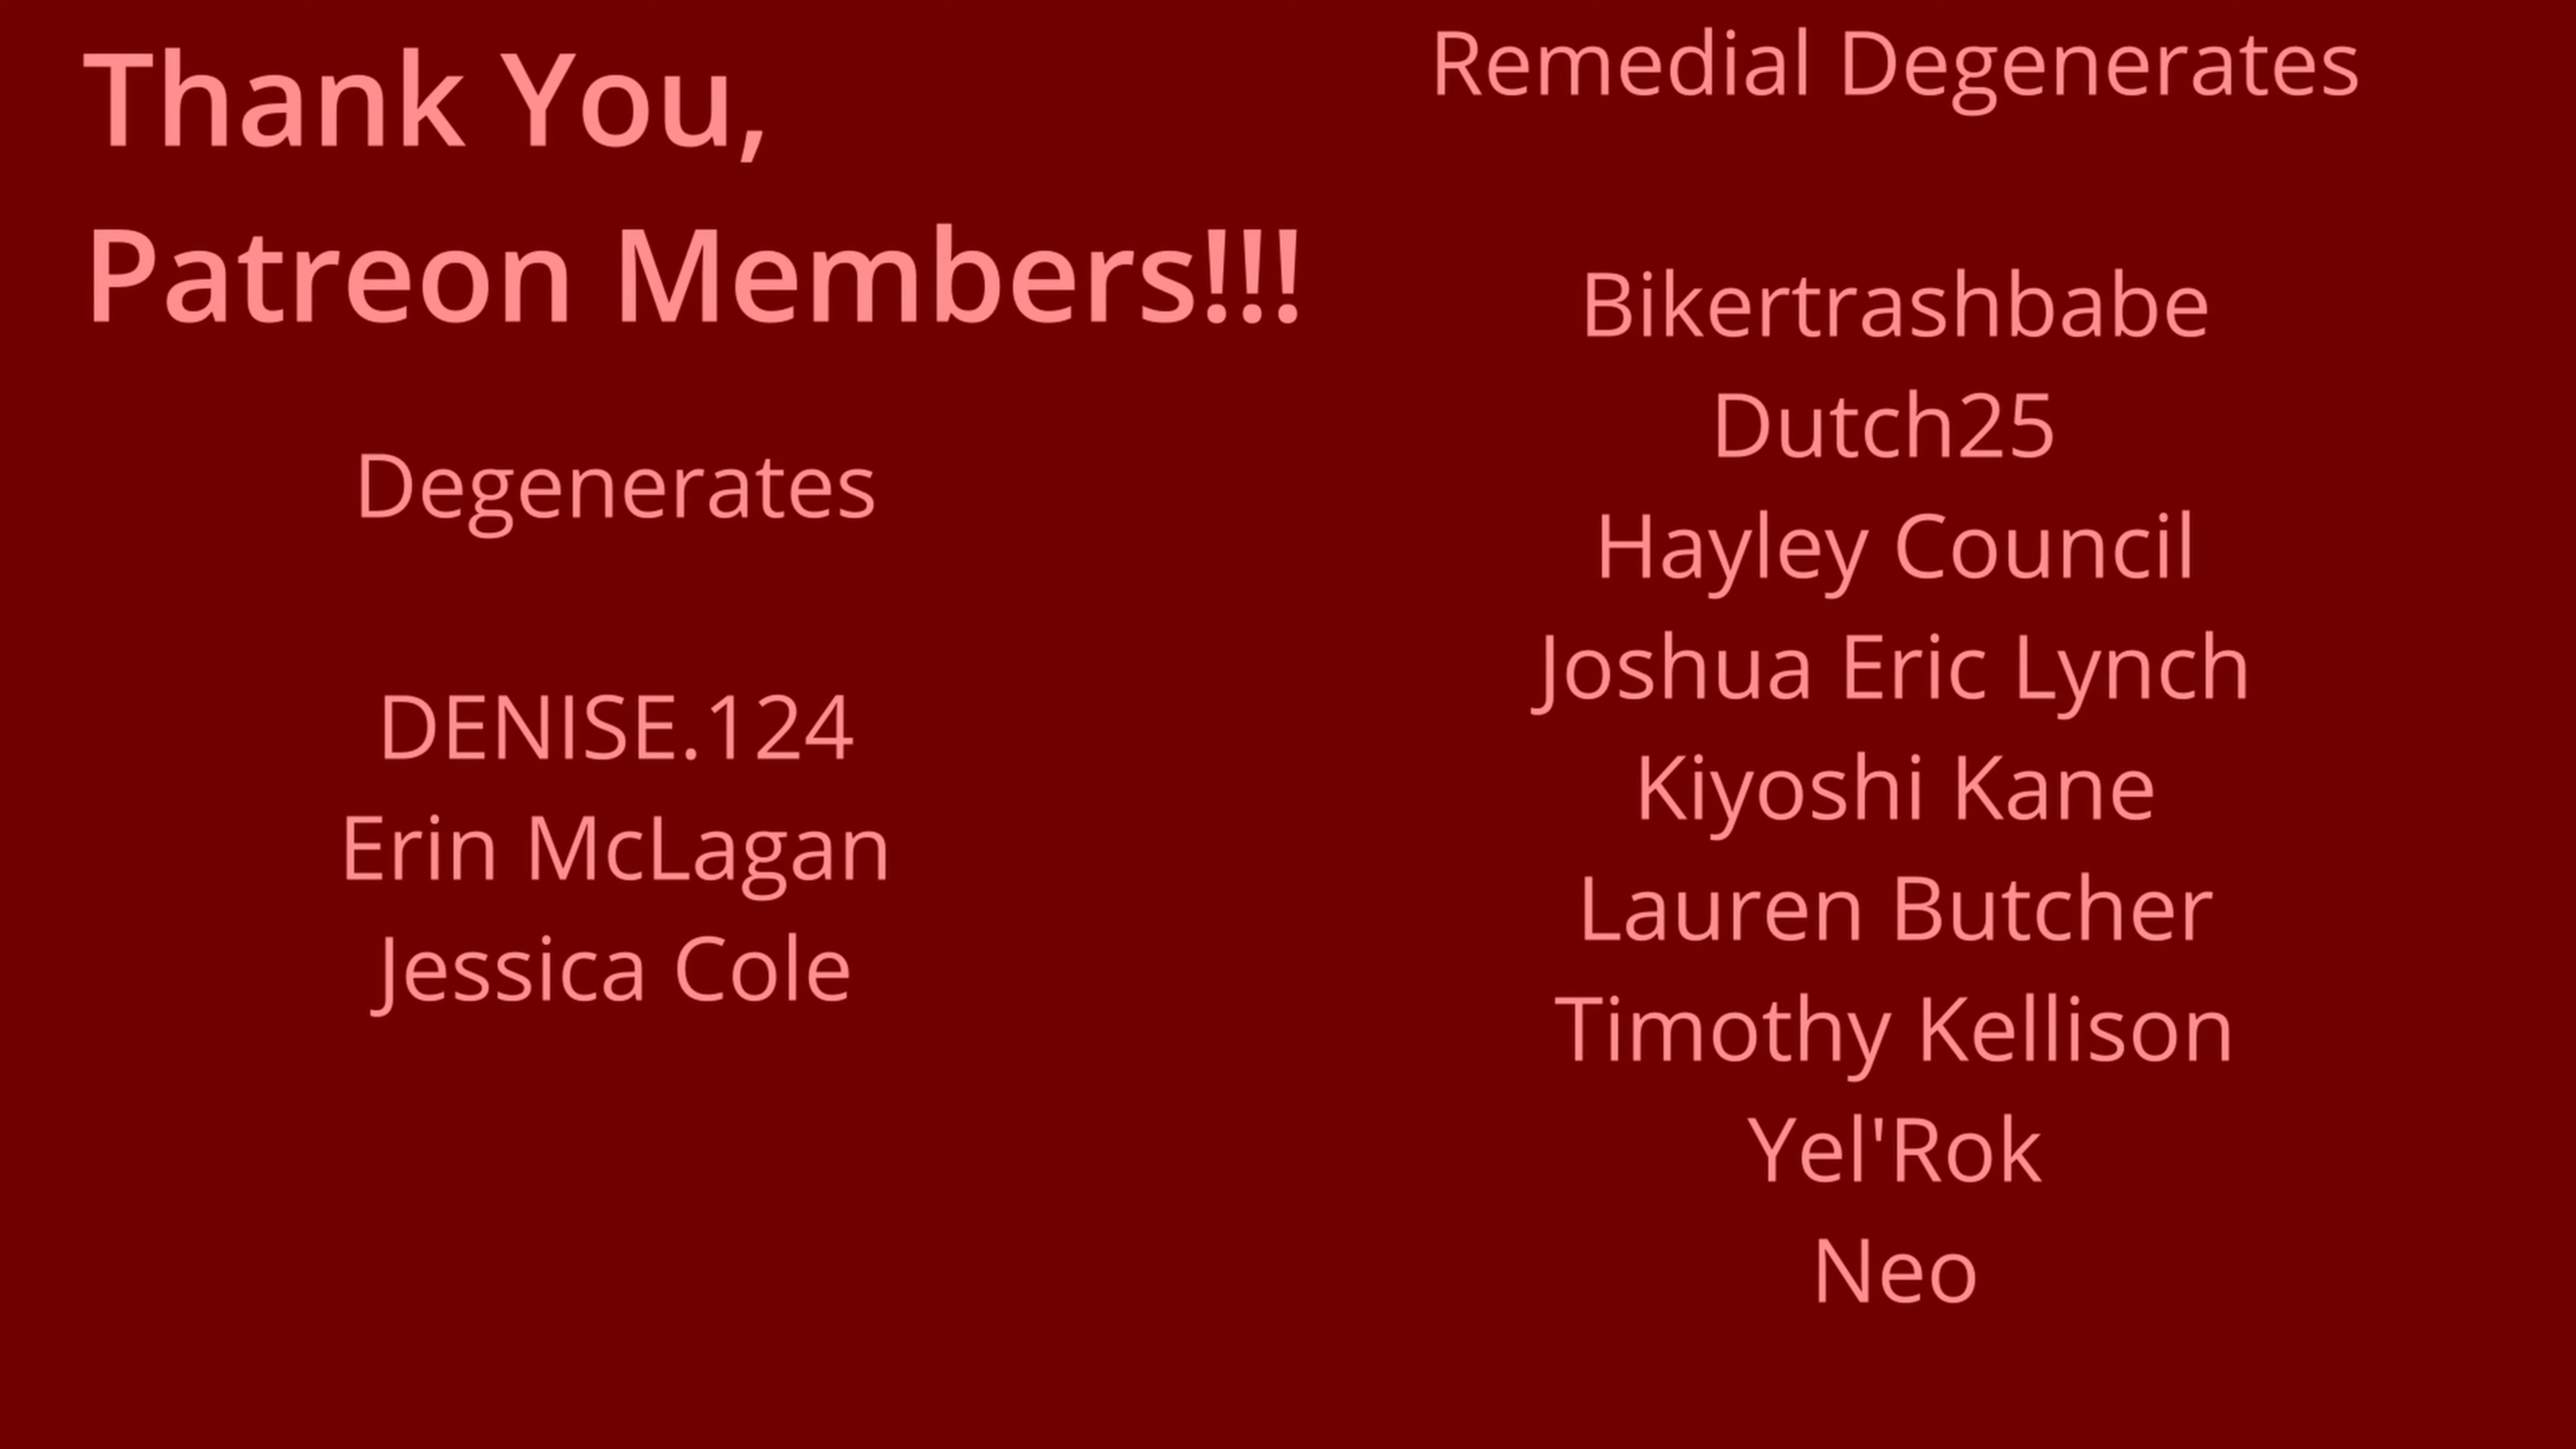 Thank You,
Patreon Members!!!
Degenerates
DENISE.124
Erin McLagan
Jessica Cole
Remedial Degenerates
Bikertrashbabe
Dutch25
Hayley Council
Joshua Eric Lynch
Kiyoshi Kane
Lauren Butcher
Timothy Kellison
Yel'Rok
Neo